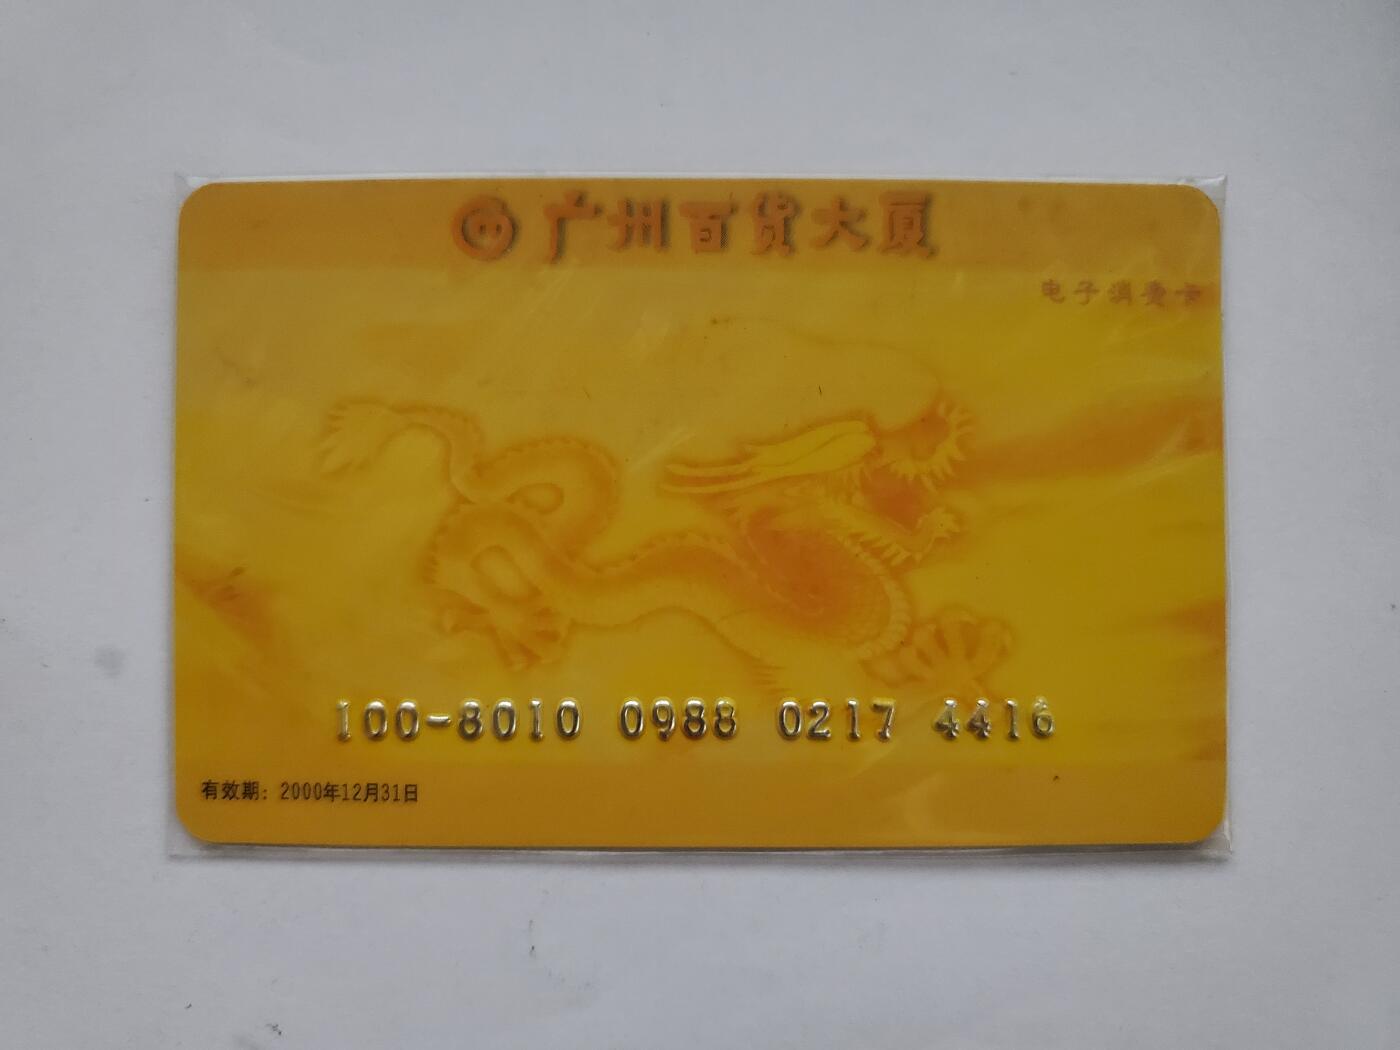 广州百货大厦
电子消费卡
100-8010 0988 0217 4416
有效期：2000年12月31日